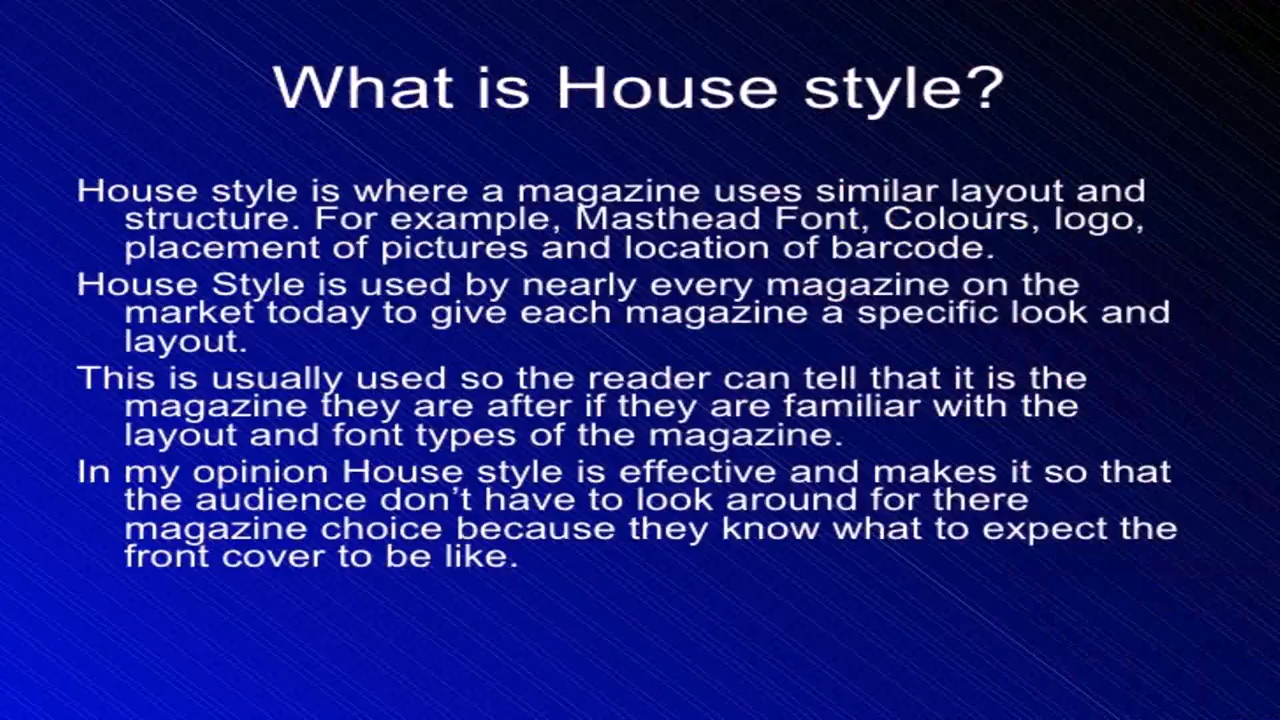 What is House style?
House style is where a magazine uses similar layout and
structure. For example, Masthead Font, Colours, logo,
placement of pictures and location of barcode.
House Style is used by nearly every magazine on the
market today to give each magazine a specific look and
layout.
This is usually used so the reader can tell that it is the
magazine they are after if they are familiar with the
layout and font types of the magazine.
In my opinion House style is effective and makes it so that
the audience don’t have to look around for there
magazine choice because they know what to expect the
front cover to be like.